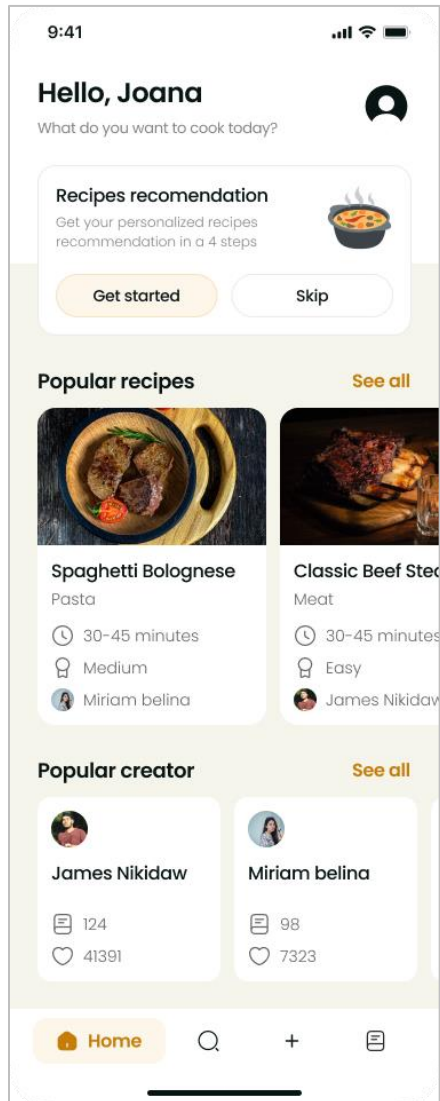 9:41
Hello, Joana
What do you want to cook today?
Recipes recomendation
Get your personalized recipes
recommendation in a 4 steps
Get started
Skip
Popular recipes
See all
Spaghetti Bolognese
Pasta
30-45 minutes
Medium
Miriam belina
Classic Beef Stea
Meat
30-45 minutes
Easy
James Nikidaw
Popular creator
See all
James Nikidaw
124
41391
Miriam belina
98
7323
Home